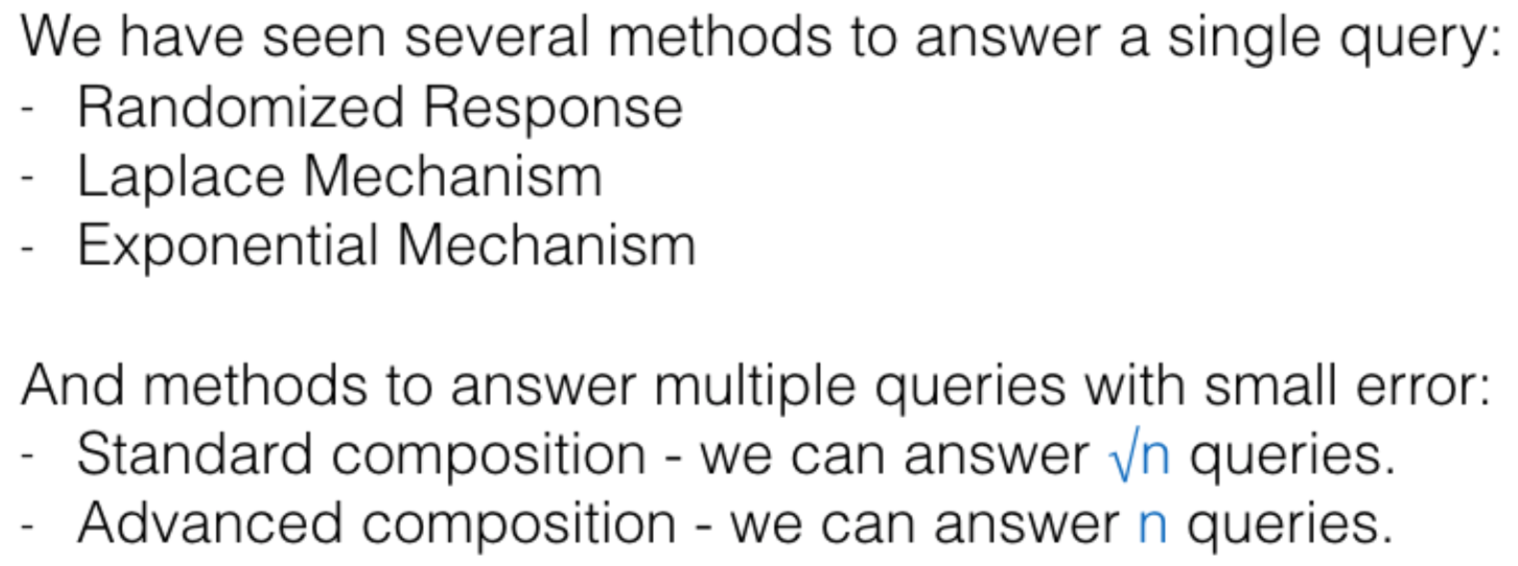 We have seen several methods to answer a single query:
- Randomized Response
- Laplace Mechanism
- Exponential Mechanism
And methods to answer multiple queries with small error:
- Standard composition - we can answer √n queries.
- Advanced composition - we can answer n queries.